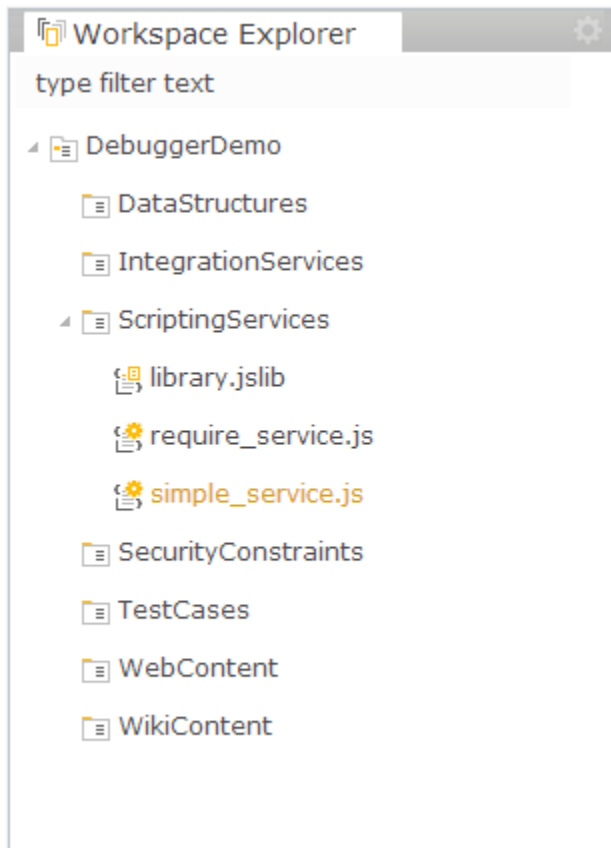 Workspace Explorer
type filter text
DebuggerDemo
DataStructures
IntegrationServices
ScriptingServices
library.jslib
require_service.js
simple_service.js
SecurityConstraints
TestCases
WebContent
WikiContent